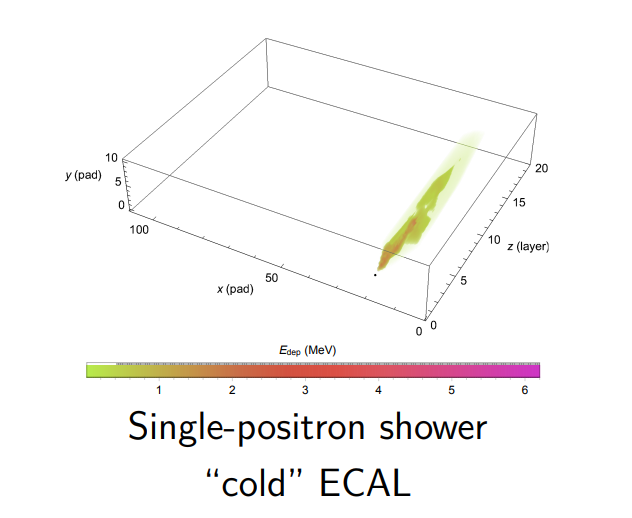 10
y (pad)
5
0
100
20
15
10
z (layer)
50
x (pad)
5
0
0
E_dep (MeV)
1 2 3 4 5 6
Single-positron shower
“cold” ECAL